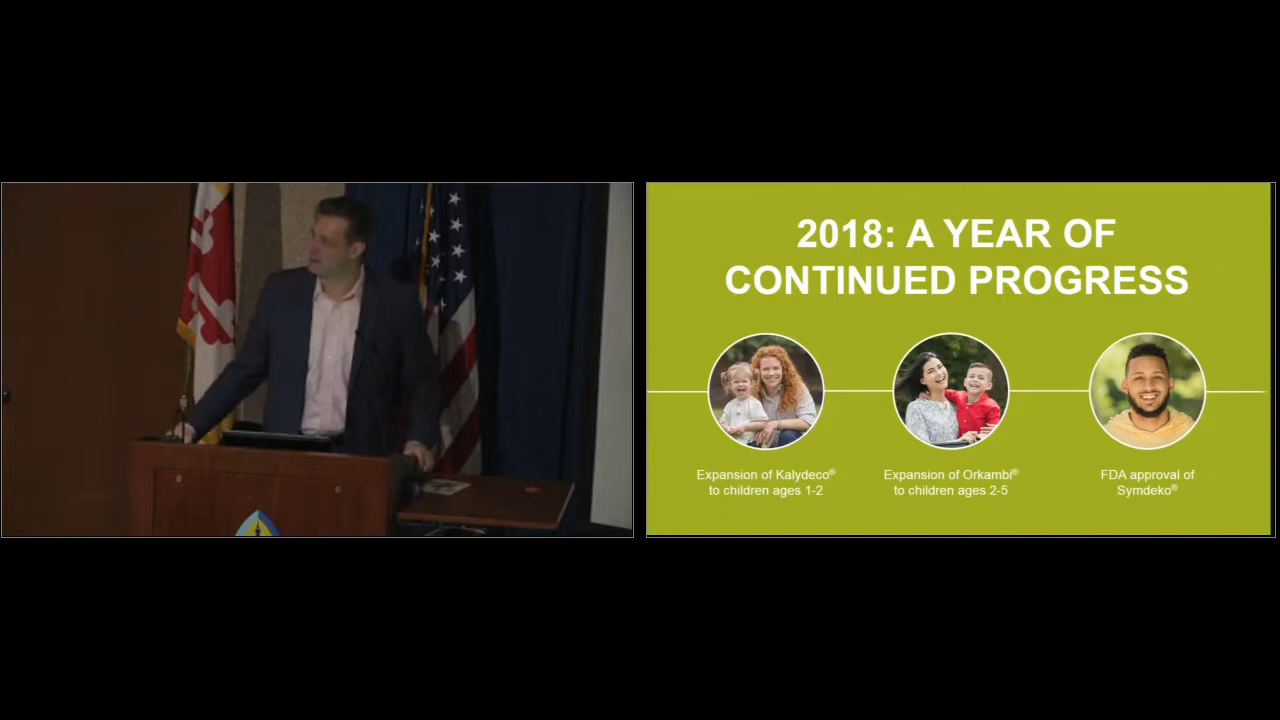 2018: A YEAR OF
CONTINUED PROGRESS
Expansion of Kalydeco®
to children ages 1-2
Expansion of Orkambi®
to children ages 2-5
FDA approval of
Symdeko®